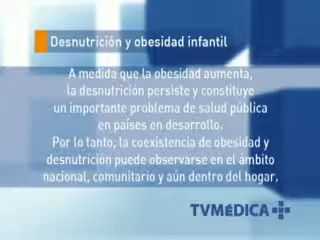 Desnutrición y obesidad infantil
A medida que la obesidad aumenta,
la desnutrición persiste y constituye
un importante problema de salud pública
en países en desarrollo.
Por lo tanto, la coexistencia de obesidad y
desnutrición puede observarse en el ámbito
nacional, comunitario y aún dentro del hogar.
TVMÉDICA